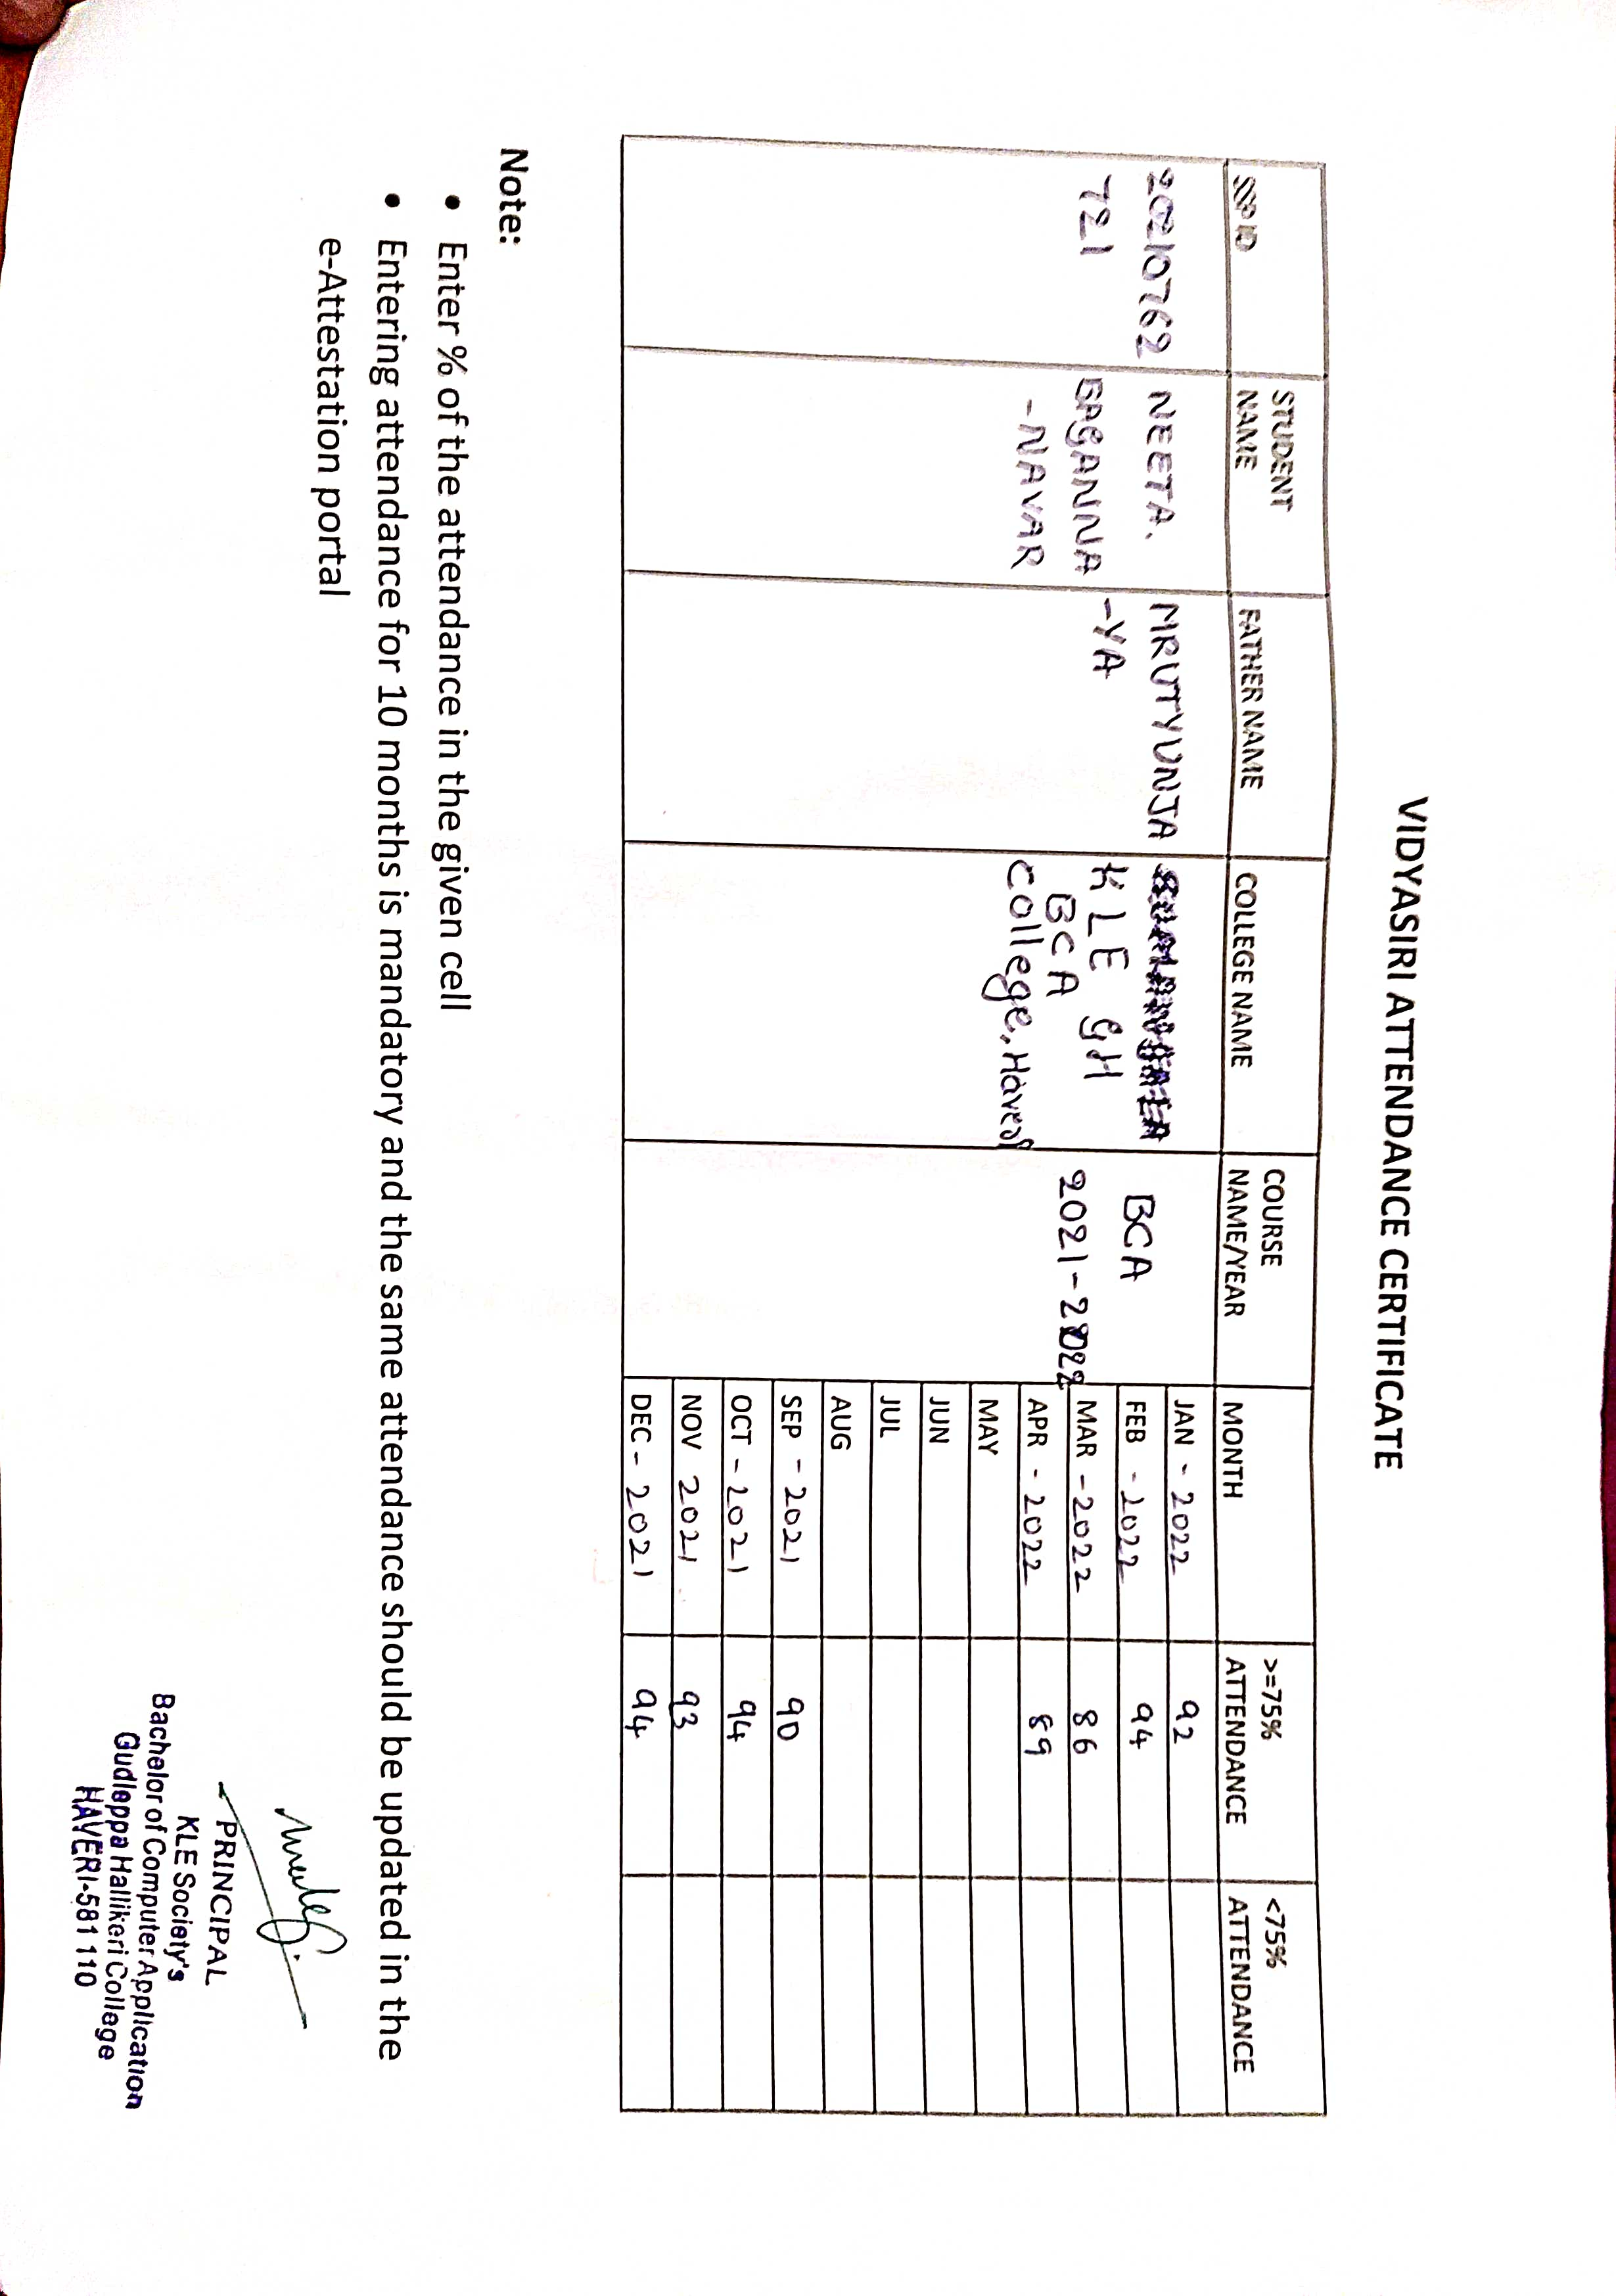 VIDYASIRI ATTENDANCE CERTIFICATE
SSP ID
STUDENT NAME
FATHER NAME
COLLEGE NAME
COURSE NAME/YEAR
MONTH
>=75% ATTENDANCE
<75% ATTENDANCE
20210762
721
NEETA.
BAGANNA
-NAVAR
MRUTYUNJA
-YA
KLE GH
BCA
College, Haveri
BCA
2021-2022
JAN - 2022 92
FEB - 2022 94
MAR - 2022 86
APR - 2022 89
MAY
JUN
JUL
AUG
SEP - 2021 90
OCT - 2021 94
NOV 2021 93
DEC - 2021 94
Note:
• Enter % of the attendance in the given cell
• Entering attendance for 10 months is mandatory and the same attendance should be updated in the
e-Attestation portal
PRINCIPAL
KLE Society's
Bachelor of Computer Application
Gudleppa Hallikeri College
HAVERI-581 110